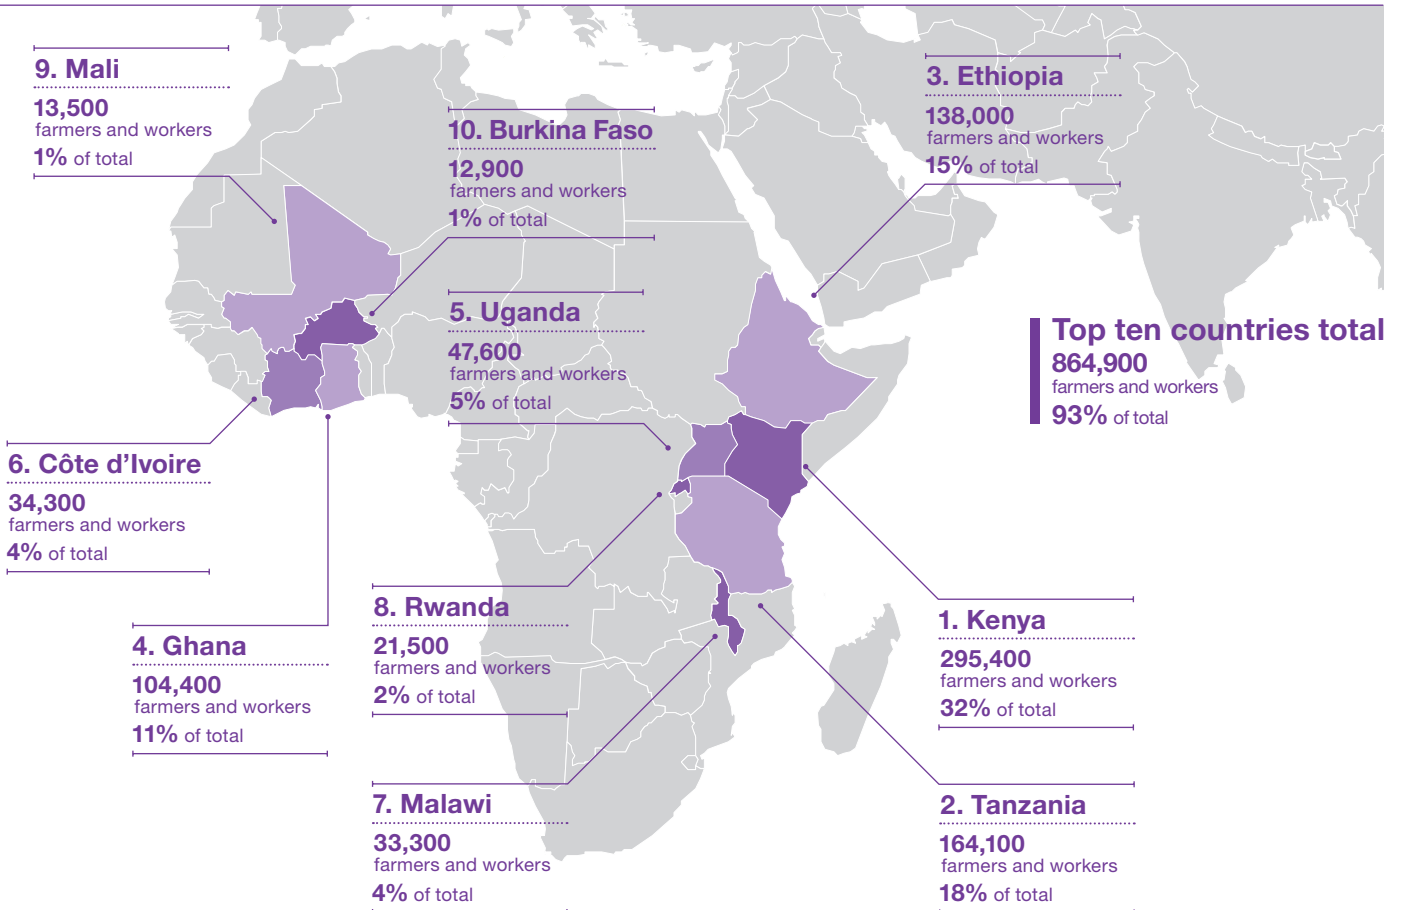 9. Mali
13,500
farmers and workers
1% of total
10. Burkina Faso
12,900
farmers and workers
1% of total
3. Ethiopia
138,000
farmers and workers
15% of total
5. Uganda
47,600
farmers and workers
5% of total
Top ten countries total
864,900
farmers and workers
93% of total
6. Côte d’Ivoire
34,300
farmers and workers
4% of total
4. Ghana
104,400
farmers and workers
11% of total
8. Rwanda
21,500
farmers and workers
2% of total
1. Kenya
295,400
farmers and workers
32% of total
7. Malawi
33,300
farmers and workers
4% of total
2. Tanzania
164,100
farmers and workers
18% of total